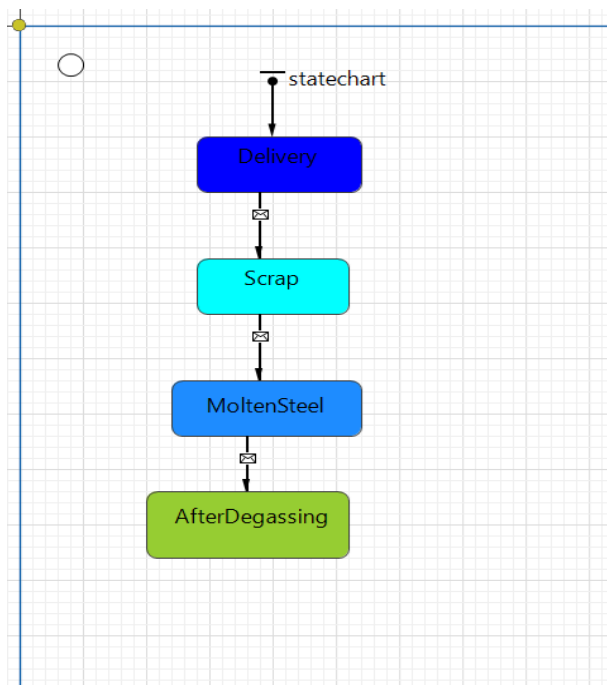 statechart
Delivery
Scrap
MoltenSteel
AfterDegassing